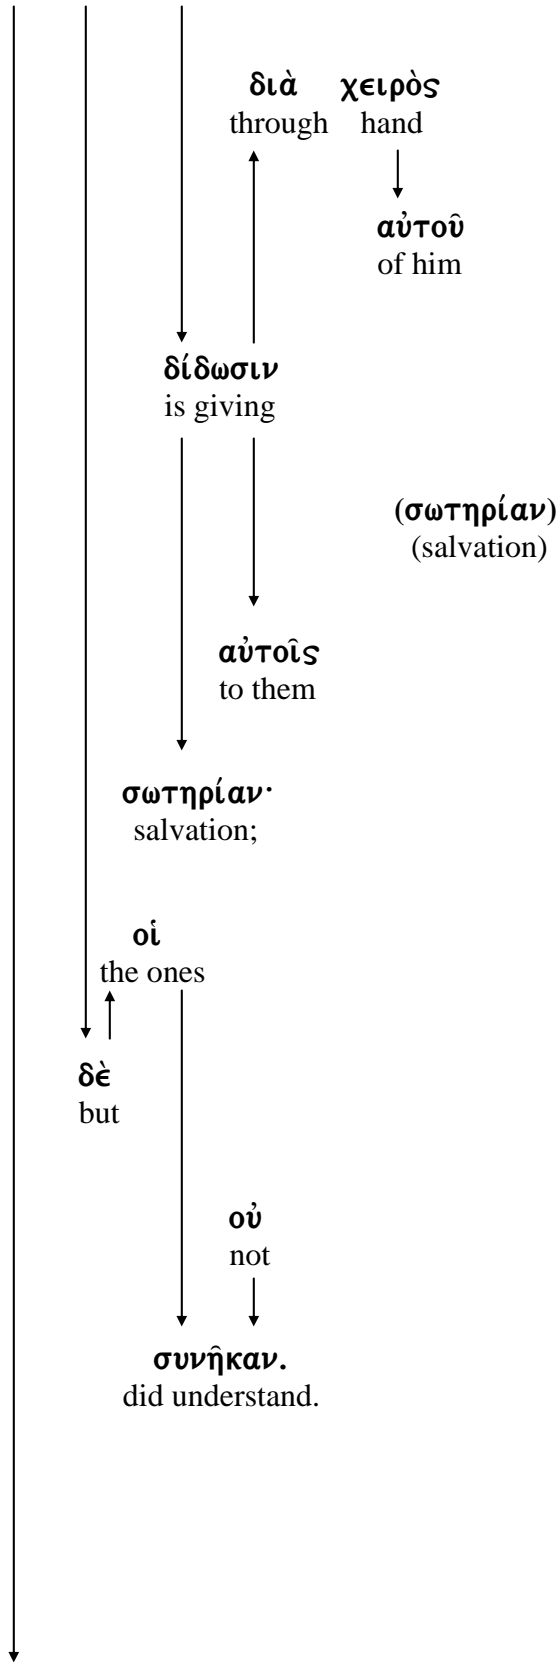 διὰ χειρὸς
through hand
αὐτοῦ
of him
δίδωσιν
is giving
(σωτηρίαν)
(salvation)
αὐτοῖς
to them
σωτηρίαν·
salvation;
οἱ
the ones
δὲ
but
οὐ
not
συνῆκαν.
did understand.